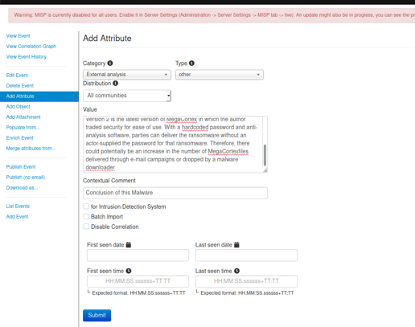 Warning: MISP is currently disabled for all users. Enable it in Server Settings (Administration -> Server Settings -> MISP tab -> live). An update might also be in progress, you can see the p
View Event
View Correlation Graph
View Event History
Edit Event
Delete Event
Add Attribute
Add Object
Add Attachment
Populate from...
Enrich Event
Merge attributes from...
Publish Event
Publish (no email)
Download as...
List Events
Add Event
Add Attribute
Category
Type
External analysis
other
Distribution
All communities
Value
Version 2 is the latest version of MegaCortex in which the author
traded security for ease of use. With a hardcoded password and anti-
analysis software, parties can deliver the ransomware without an
actor-supplied the password for that ransomware. Therefore, there
could potentially be an increase in the number of MegaCortexfiles
delivered through e-mail campaigns or dropped by a malware
downloader
Contextual Comment
Conclusion of this Malware
for Intrusion Detection System
Batch Import
Disable Correlation
First seen date
Last seen date
First seen time
Last seen time
HH:MM:SS.ssssss+TT:TT
HH:MM:SS.ssssss+TT:TT
Expected format: HH:MM:SS.ssssss+TT:TT
Expected format: HH:MM:SS.ssssss+TT:TT
Submit